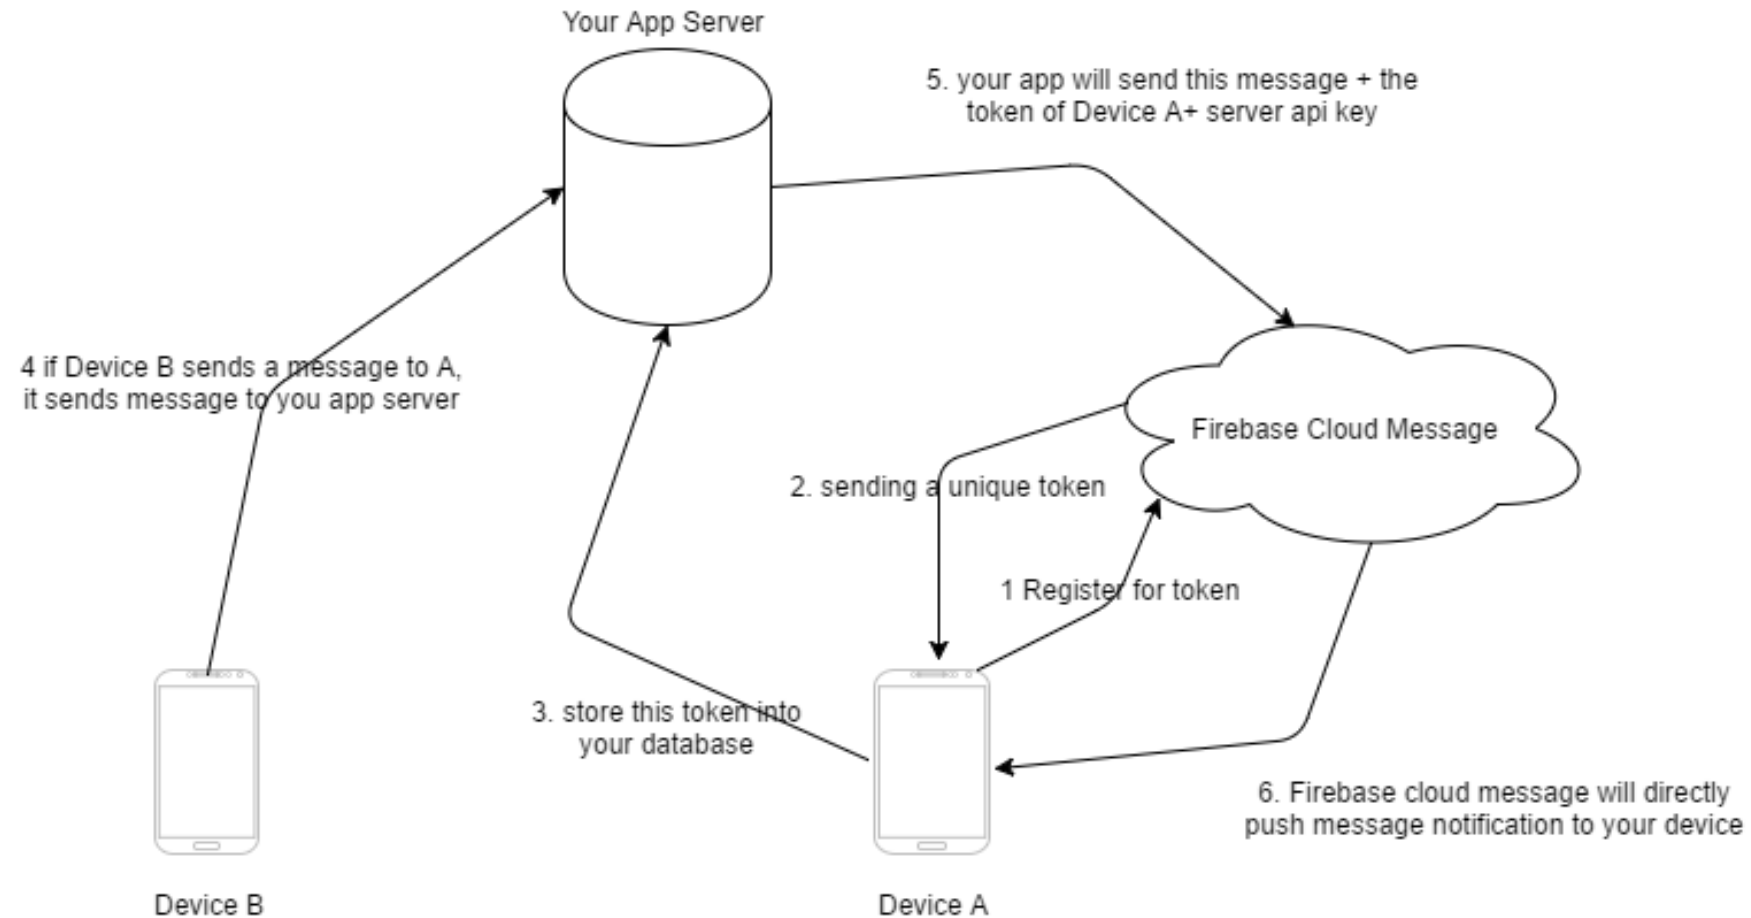 Your App Server
5. your app will send this message + the
token of Device A+ server api key
4 if Device B sends a message to A,
it sends message to you app server
Firebase Cloud Message
2. sending a unique token
1 Register for token
3. store this token into
your database
6. Firebase cloud message will directly
push message notification to your device
Device B
Device A